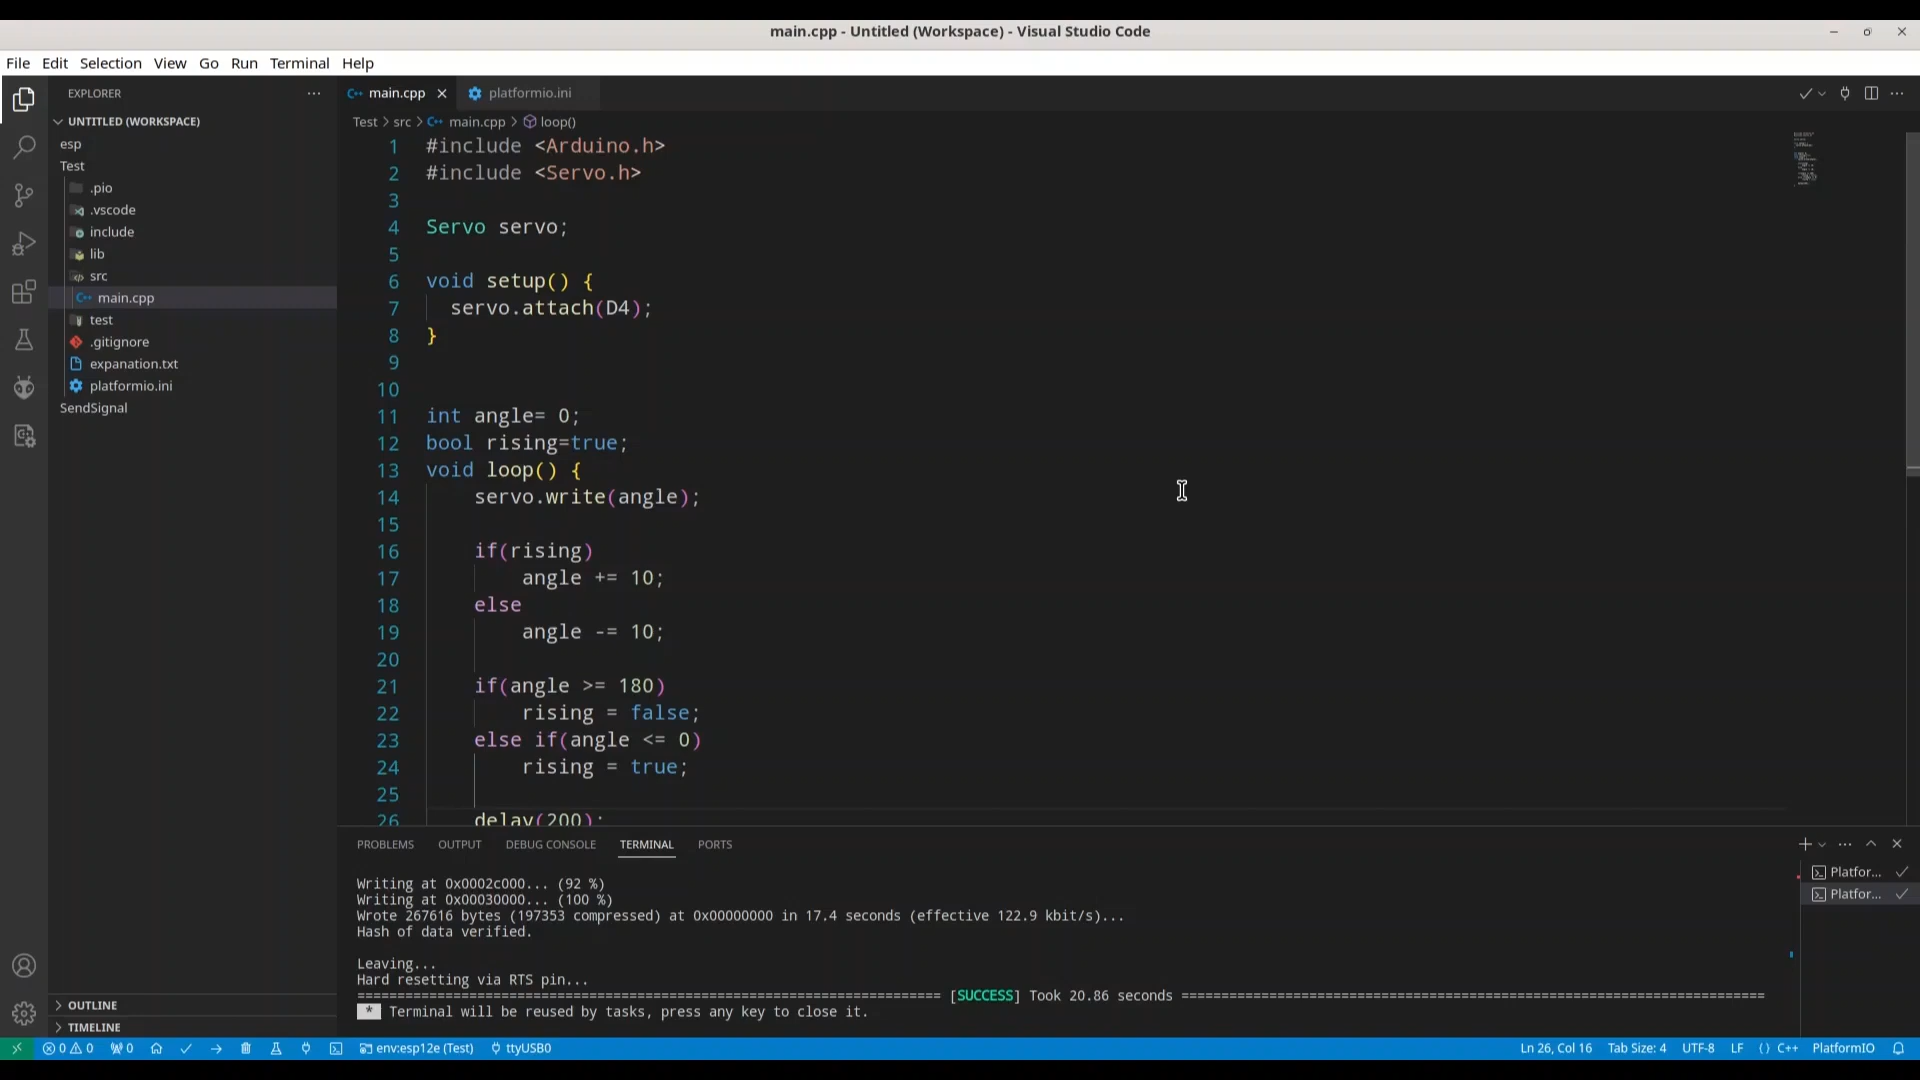 main.cpp - Untitled (Workspace) - Visual Studio Code
File Edit Selection View Go Run Terminal Help
EXPLORER
UNTITLED (WORKSPACE)
esp
Test
.pio
.vscode
include
lib
src
main.cpp
test
.gitignore
expanation.txt
platformio.ini
SendSignal
OUTLINE
TIMELINE
main.cpp
platformio.ini
Test > src > main.cpp > loop()
1 #include <Arduino.h>
2 #include <Servo.h>
3
4 Servo servo;
5
6 void setup() {
7 servo.attach(D4);
8 }
9
10
11 int angle= 0;
12 bool rising=true;
13 void loop() {
14 servo.write(angle);
15
16 if(rising)
17 angle += 10;
18 else
19 angle -= 10;
20
21 if(angle >= 180)
22 rising = false;
23 else if(angle <= 0)
24 rising = true;
25
26 delay(200);
PROBLEMS OUTPUT DEBUG CONSOLE TERMINAL PORTS
Writing at 0x0002c000... (92 %)
Writing at 0x00030000... (100 %)
Wrote 267616 bytes (197353 compressed) at 0x00000000 in 17.4 seconds (effective 122.9 kbit/s)...
Hash of data verified.
Leaving...
Hard resetting via RTS pin...
[SUCCESS] Took 20.86 seconds
* Terminal will be reused by tasks, press any key to close it.
Platfor...
Platfor...
0 0 0 env:esp12e (Test) ttyUSB0 Ln 26, Col 16 Tab Size: 4 UTF-8 LF {} C++ PlatformIO